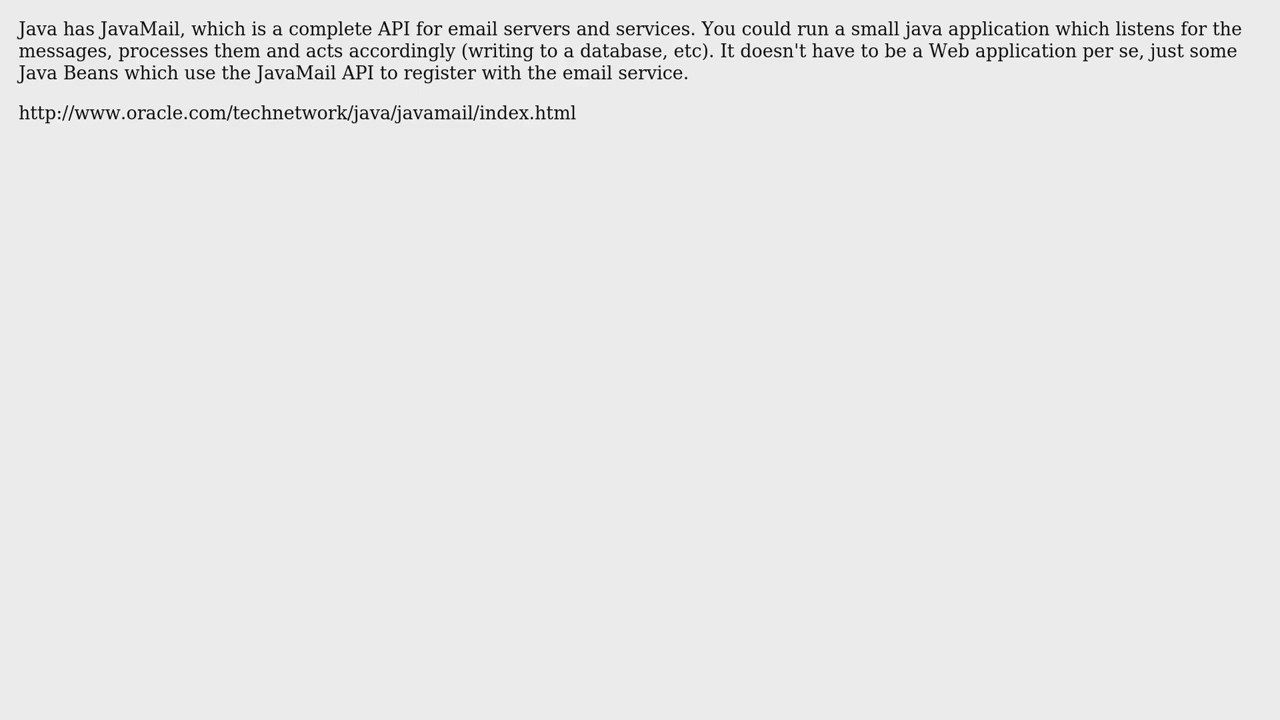 Java has JavaMail, which is a complete API for email servers and services. You could run a small java application which listens for the
messages, processes them and acts accordingly (writing to a database, etc). It doesn't have to be a Web application per se, just some
Java Beans which use the JavaMail API to register with the email service.
http://www.oracle.com/technetwork/java/javamail/index.html